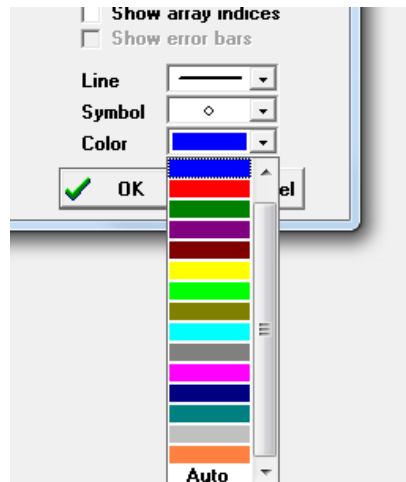 Show array indices
Show error bars
Line
Symbol
Color
OK
el
Auto